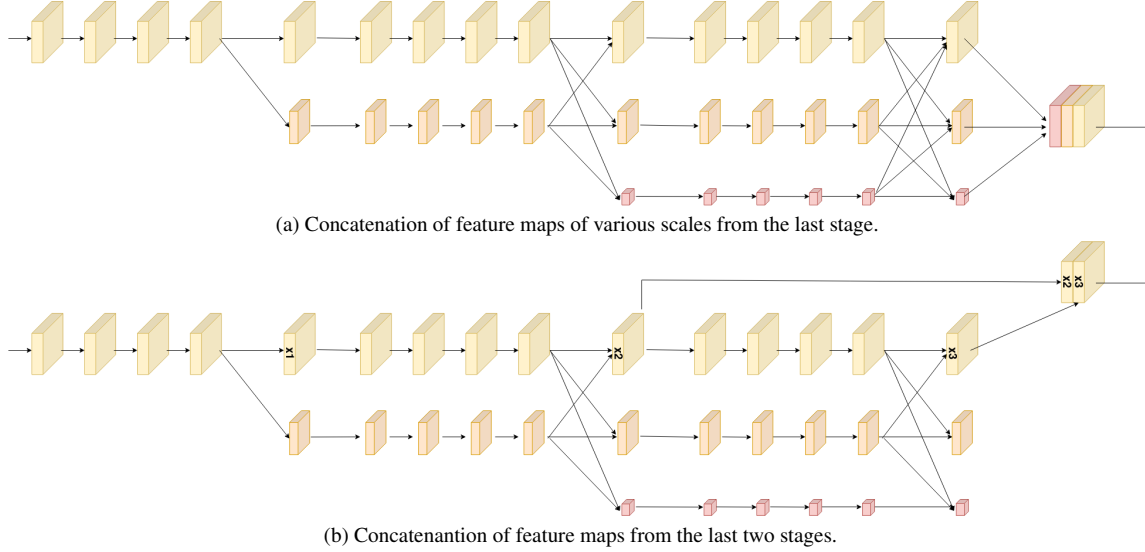 (a) Concatenation of feature maps of various scales from the last stage.
x2
x3
x1
x2
x3
(b) Concatenantion of feature maps from the last two stages.